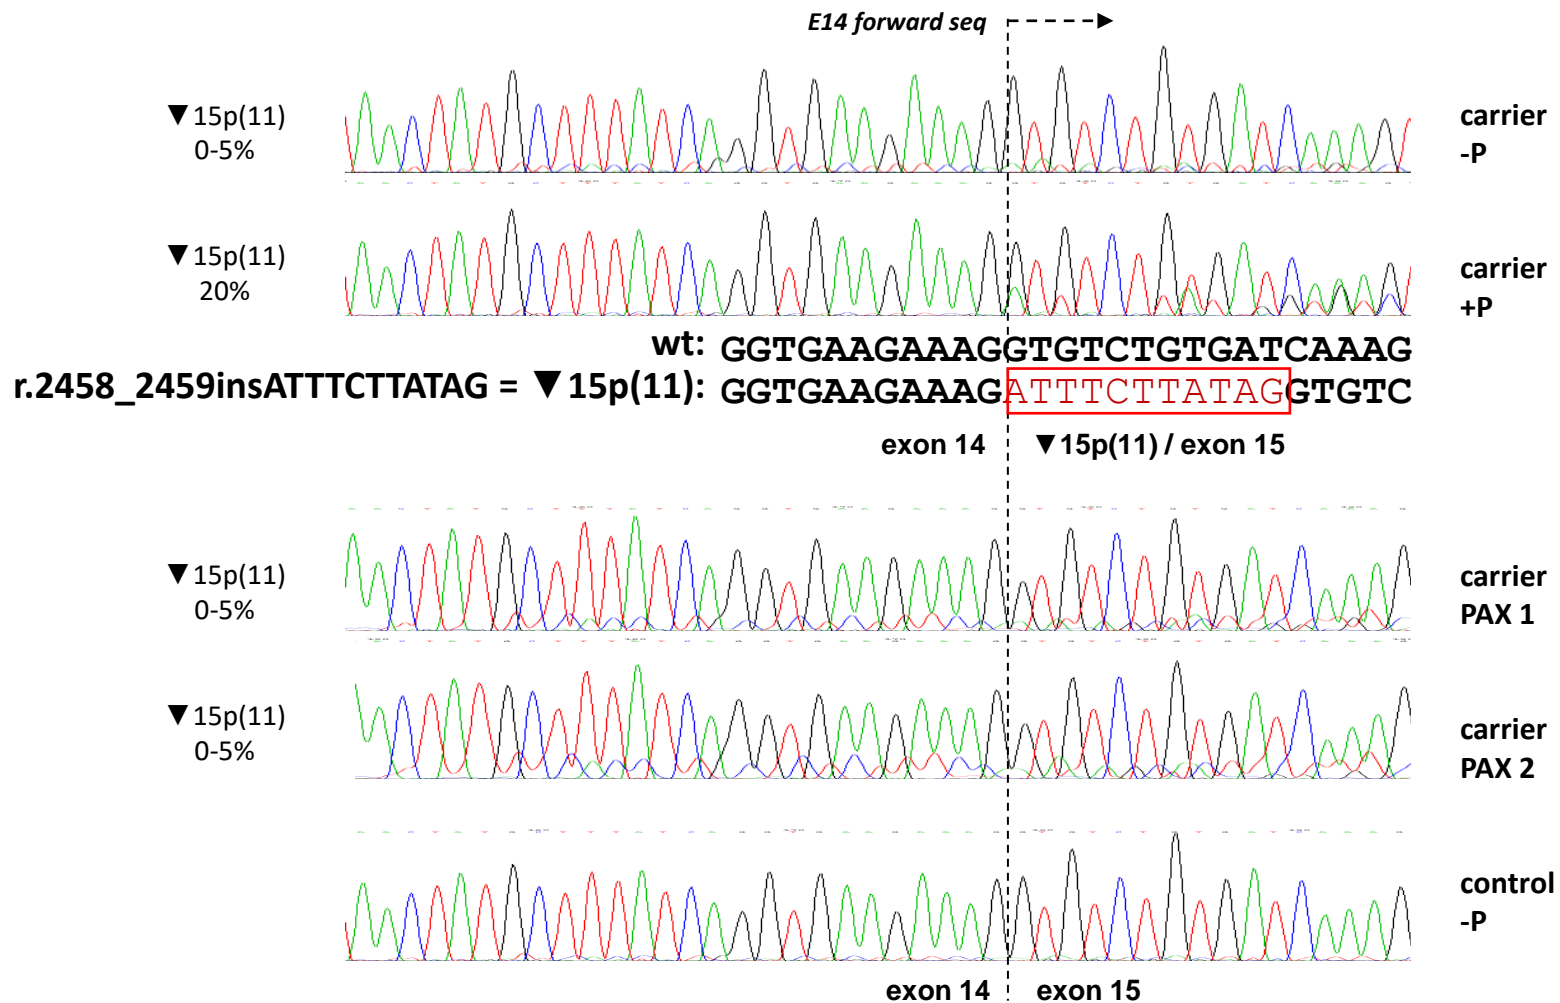 E14 forward seq
▼15p(11)
0-5%
carrier
-P
▼15p(11)
20%
carrier
+P
wt: GGTGAAGAAAGGTGTCTGTGATCAAAG
r.2458_2459insATTTCTTATAG = ▼15p(11): GGTGAAGAAAGATTTCTTATAGGTGTC
exon 14 ▼15p(11) / exon 15
▼15p(11)
0-5%
carrier
PAX 1
▼15p(11)
0-5%
carrier
PAX 2
control
-P
exon 14 exon 15